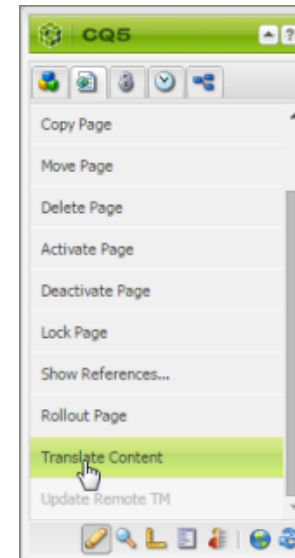 CQ5
?
Copy Page
Move Page
Delete Page
Activate Page
Deactivate Page
Lock Page
Show References...
Rollout Page
Translate Content
Update Remote TM